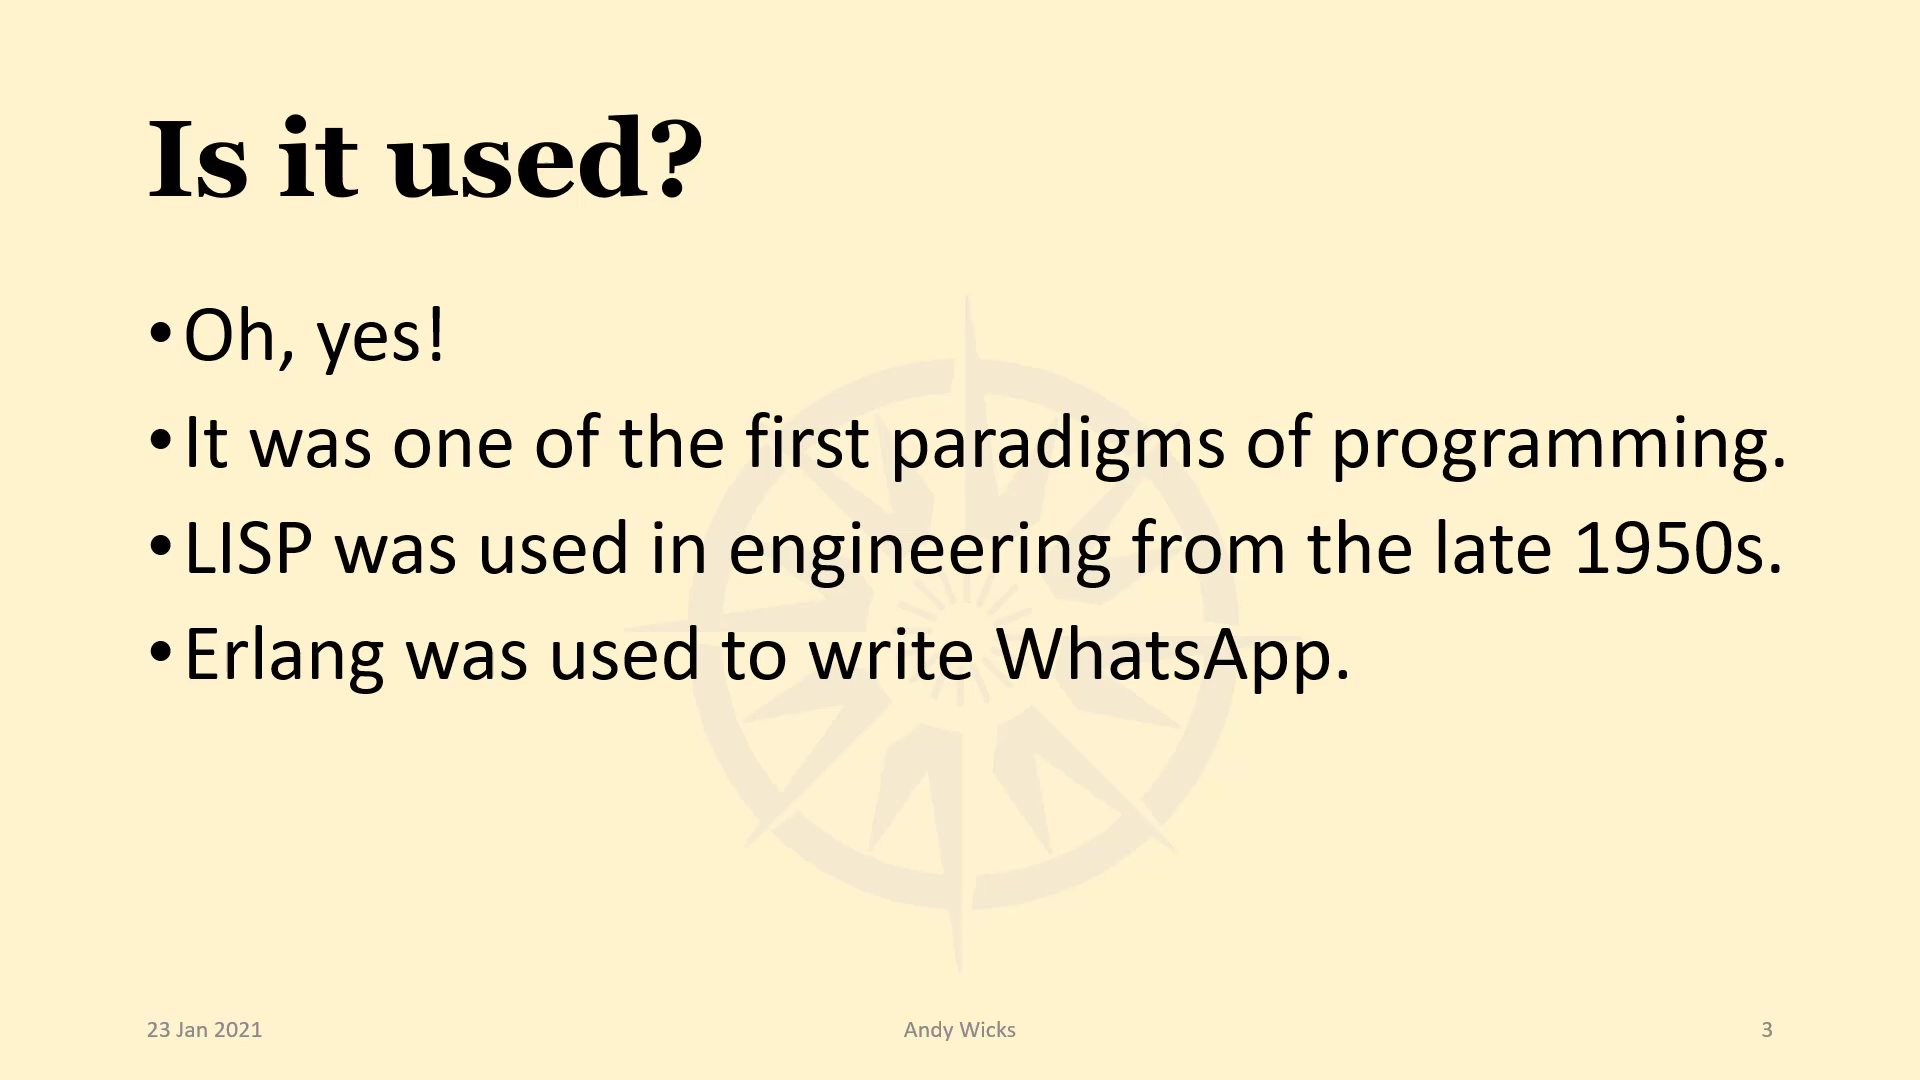 Is it used?
•Oh, yes!
•It was one of the first paradigms of programming.
•LISP was used in engineering from the late 1950s.
•Erlang was used to write WhatsApp.
23 Jan 2021
Andy Wicks
3